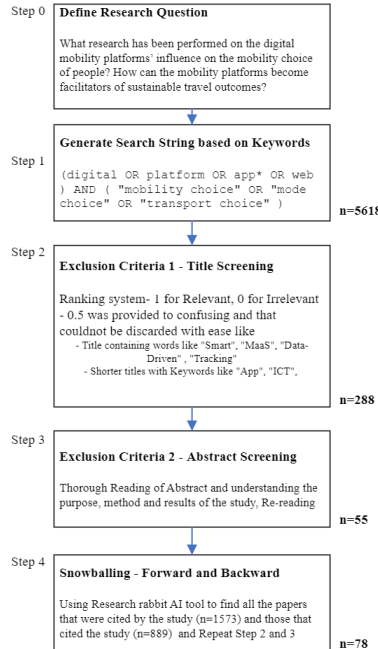 Step 0
Define Research Question
What research has been performed on the digital
mobility platforms' influence on the mobility choice
of people? How can the mobility platforms become
facilitators of sustainable travel outcomes?
Step 1
Generate Search String based on Keywords
(digital OR platform OR app* OR web
) AND ( "mobility choice" OR "mode
choice" OR "transport choice" )
n=5618
Step 2
Exclusion Criteria 1 - Title Screening
Ranking system- 1 for Relevant, 0 for Irrelevant
- 0.5 was provided to confusing and that
couldnot be discarded with ease like
- Title containing words like "Smart", "MaaS", "Data-
Driven" , "Tracking"
- Shorter titles with Keywords like "App", "ICT",
n=288
Step 3
Exclusion Criteria 2 - Abstract Screening
Thorough Reading of Abstract and understanding the
purpose, method and results of the study, Re-reading
n=55
Step 4
Snowballing - Forward and Backward
Using Research rabbit AI tool to find all the papers
that were cited by the study (n=1573) and those that
cited the study (n=889) and Repeat Step 2 and 3
n=78